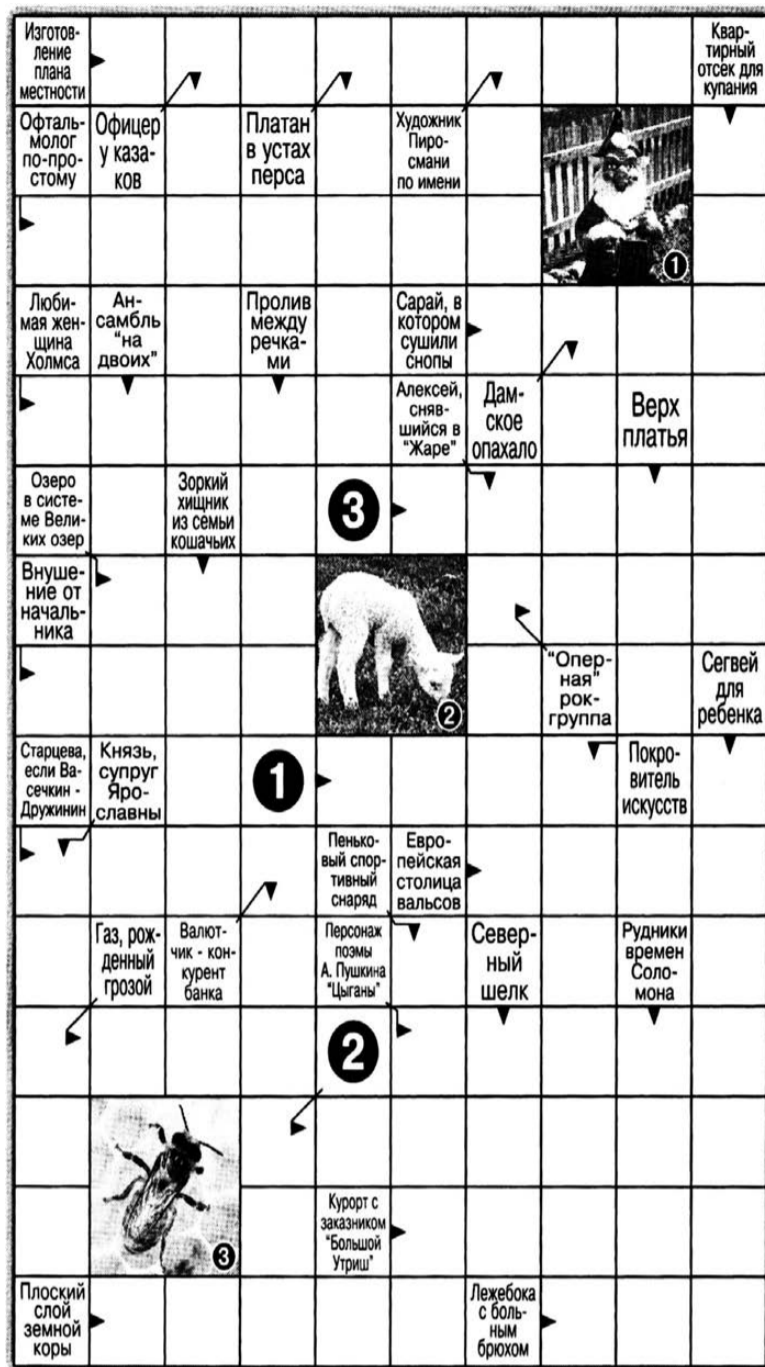 Изготов-
ление
плана
местности
Квар-
тирный
отсек для
купания
Офталь-
молог
по-про-
стому
Офицер
у каза-
ков
Платан
в устах
перса
Художник
Пиро-
смани
по имени
1
Люби-
мая жен-
щина
Холмса
Ан-
самбль
"на
двоих"
Пролив
между
речка-
ми
Сарай, в
котором
сушили
снопы
Алексей,
сняв-
шийся в
"Жаре"
Дам-
ское
опахало
Верх
платья
Озеро
в систе-
ме Вели-
ких озер
Зоркий
хищник
из семьи
кошачьих
3
Внуше-
ние от
началь-
ника
2
"Опер-
ная"
рок-
группа
Сегвей
для
ребенка
Старцева,
если Ва-
сечкин -
Дружинин
Князь,
супруг
Яро-
славны
1
Покро-
витель
искусств
Пенько-
вый спор-
тивный
снаряд
Евро-
пейская
столица
вальсов
Газ, рож-
денный
грозой
Валют-
чик - кон-
курент
банка
Персонаж
поэмы
А. Пушкина
"Цыганы"
Север-
ный
шелк
Рудники
времен
Соло-
мона
2
3
Курорт с
заказником
"Большой
Утриш"
Плоский
слой
земной
коры
Лежебока
с боль-
ным
брюхом